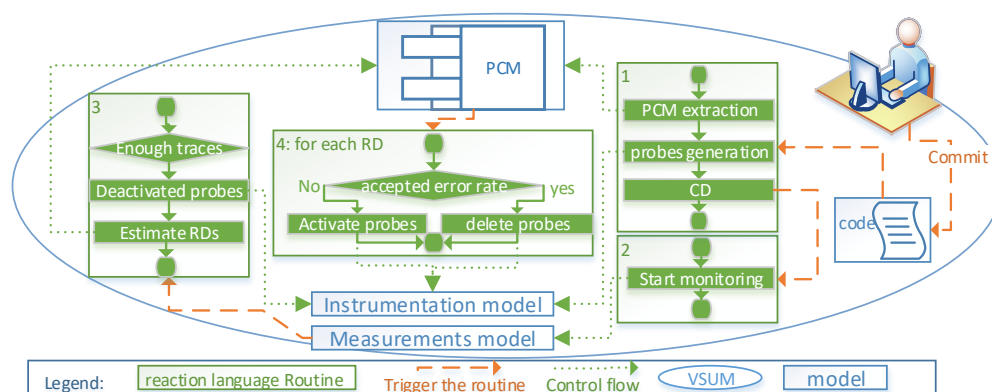 PCM
1
PCM extraction
probes generation
CD
2
Start monitoring
3
Enough traces
Deactivated probes
Estimate RDs
4: for each RD
No
accepted error rate
yes
Activate probes
delete probes
Instrumentation model
Measurements model
Commit
code
Legend:
reaction language Routine
Trigger the routine
Control flow
VSUM
model